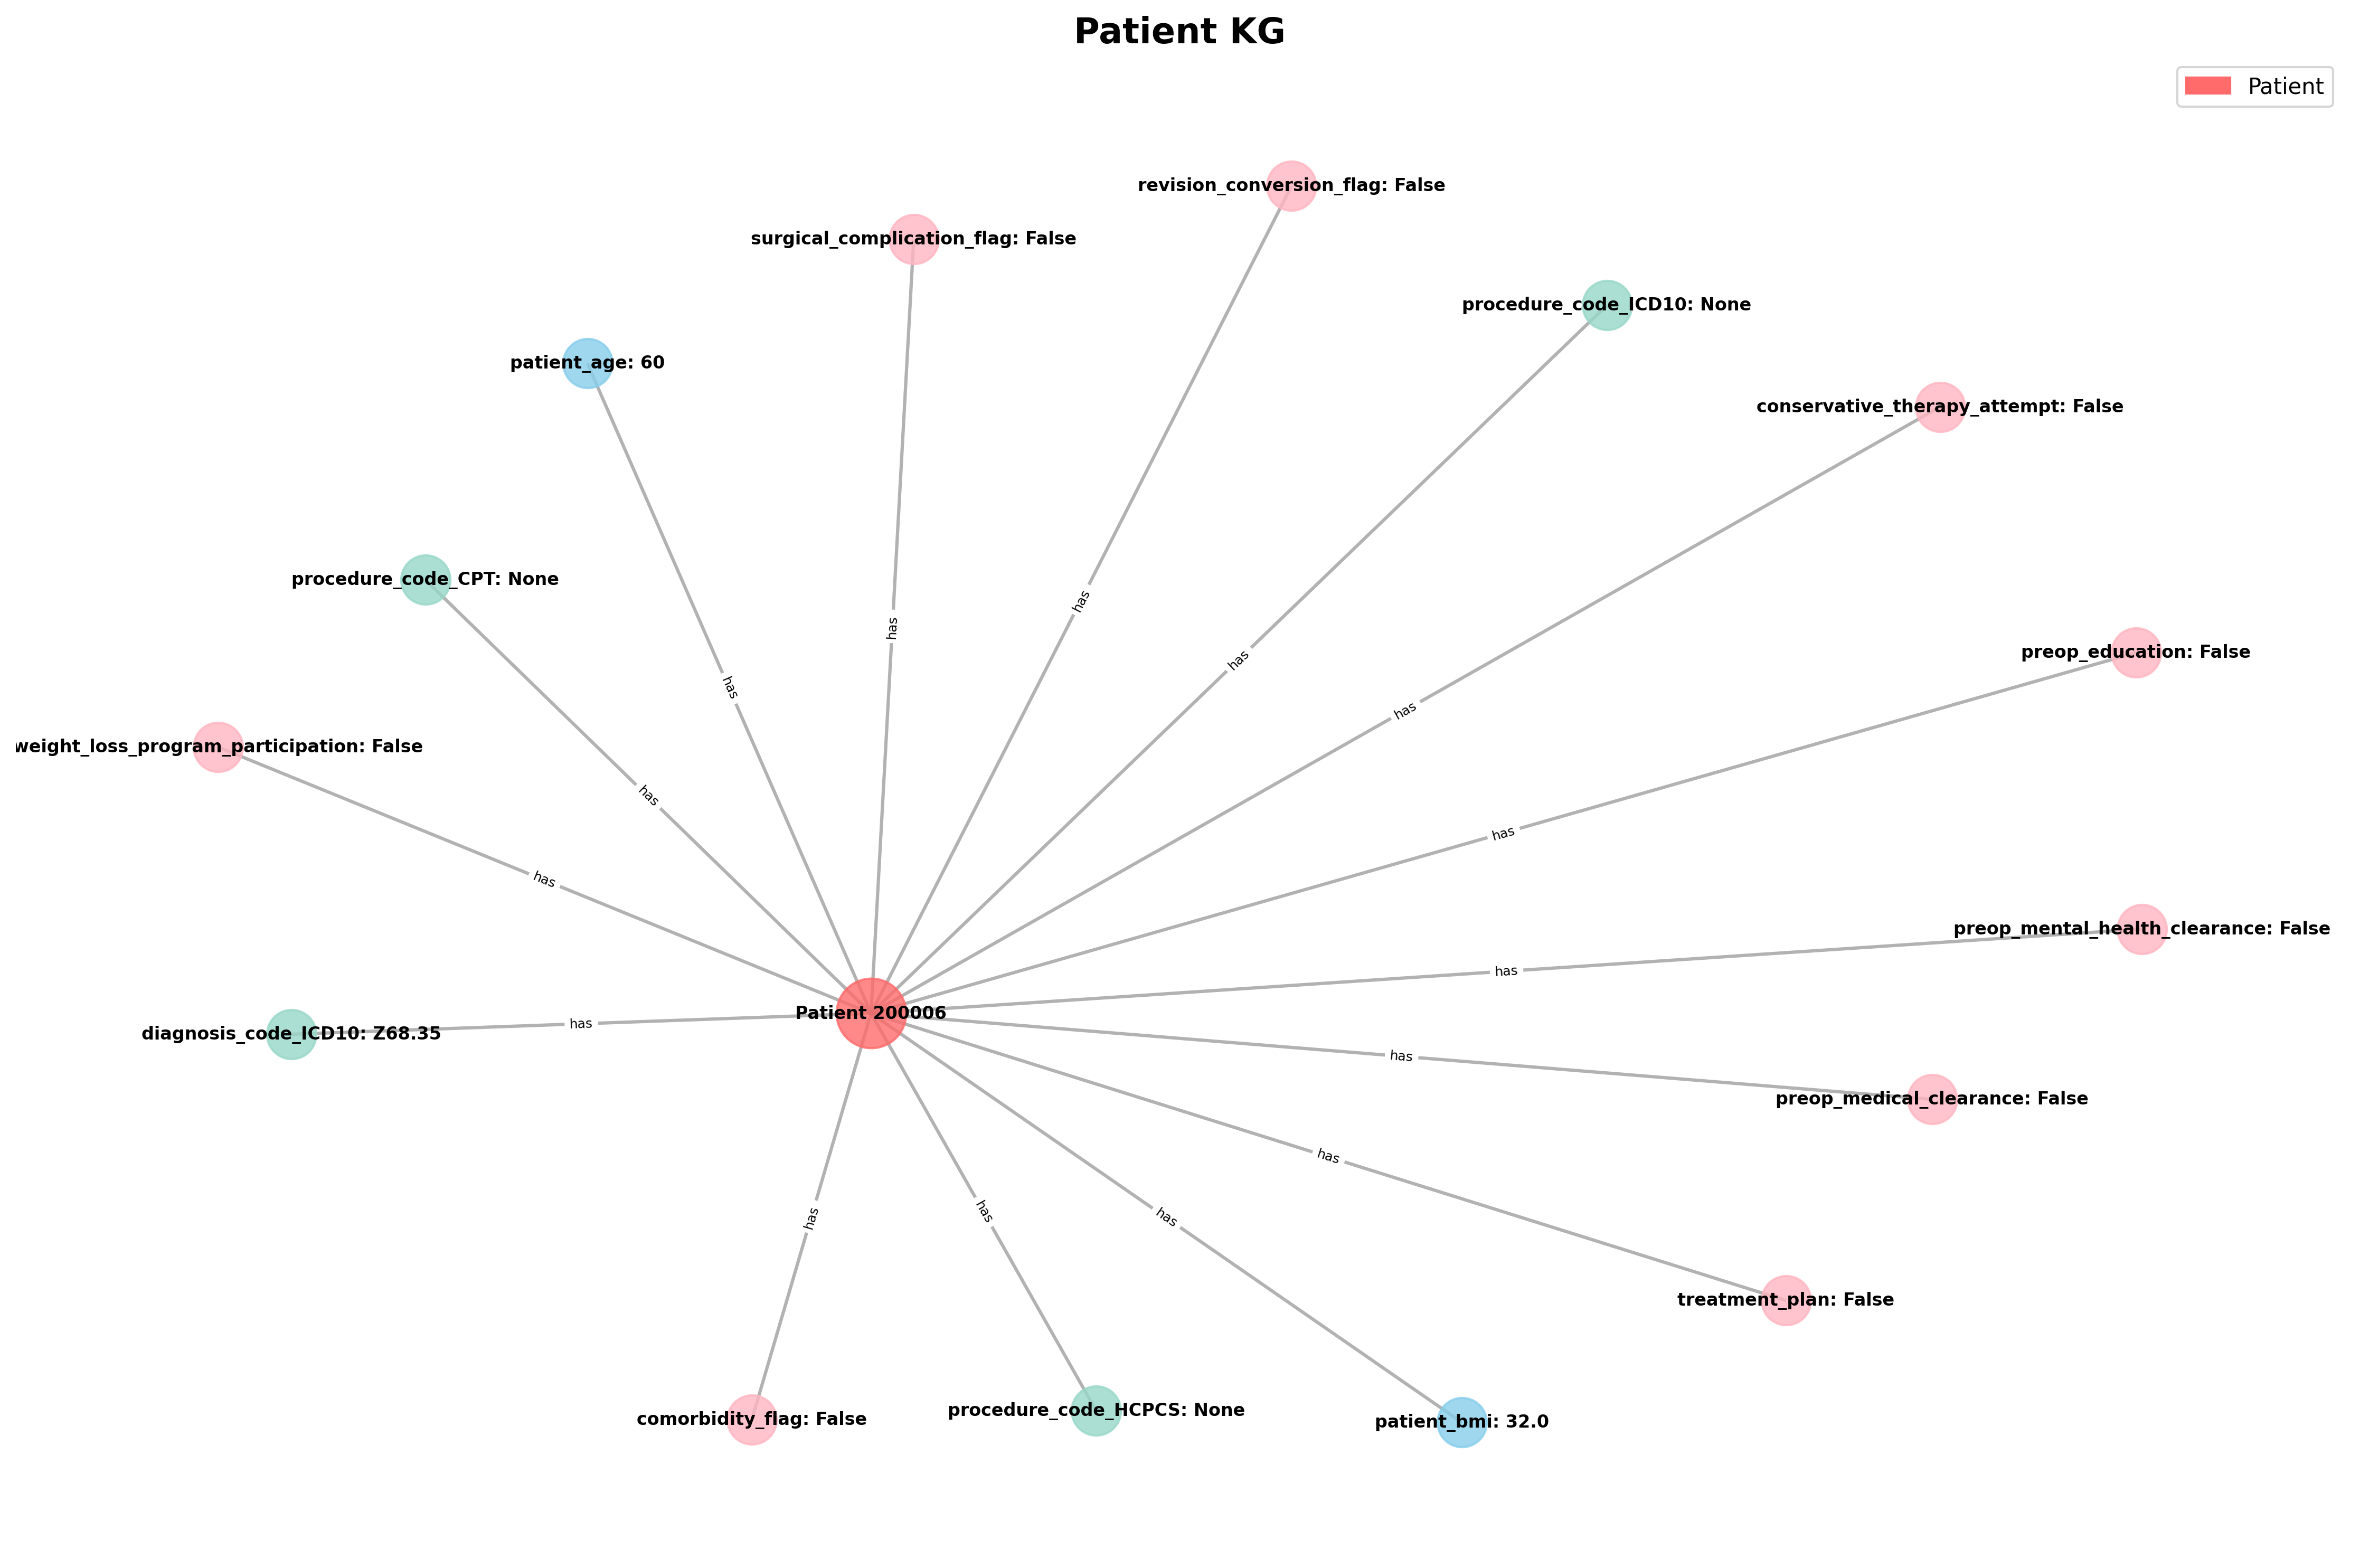 Patient KG
Patient
revision_conversion_flag: False
surgical_complication_flag: False
procedure_code_ICD10: None
patient_age: 60
conservative_therapy_attempt: False
procedure_code_CPT: None
has
has
preop_education: False
has
has
has
weight_loss_program_participation: False
has
has
has
preop_mental_health_clearance: False
has
Patient 200006
has
diagnosis_code_ICD10: Z68.35
has
preop_medical_clearance: False
has
has
has
has
treatment_plan: False
procedure_code_HCPCS: None
comorbidity_flag: False
patient_bmi: 32.0